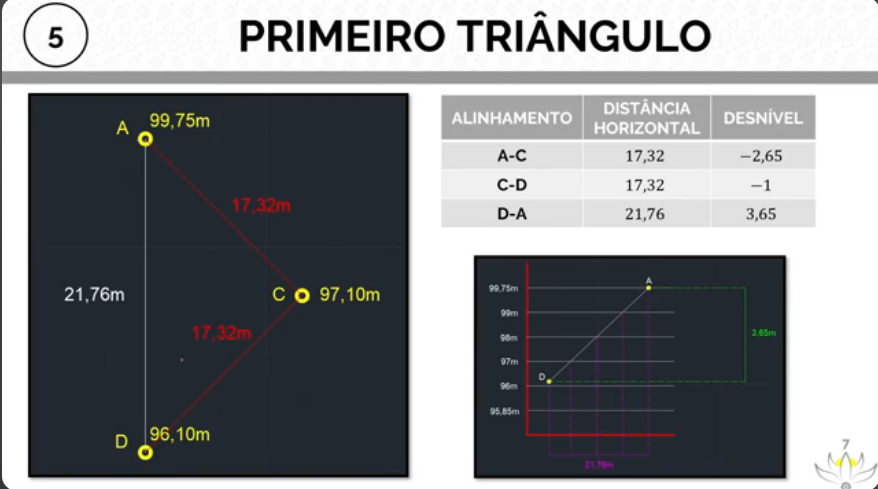 5
PRIMEIRO TRIÂNGULO
A 99,75m
17,32m
21,76m
C 97,10m
17,32m
D 96,10m
ALINHAMENTO DISTÂNCIA HORIZONTAL DESNÍVEL
A-C 17,32 −2,65
C-D 17,32 −1
D-A 21,76 3,65
A
99,75m
99m
98m
3,65m
97m
D
96m
95,85m
21,76m
7